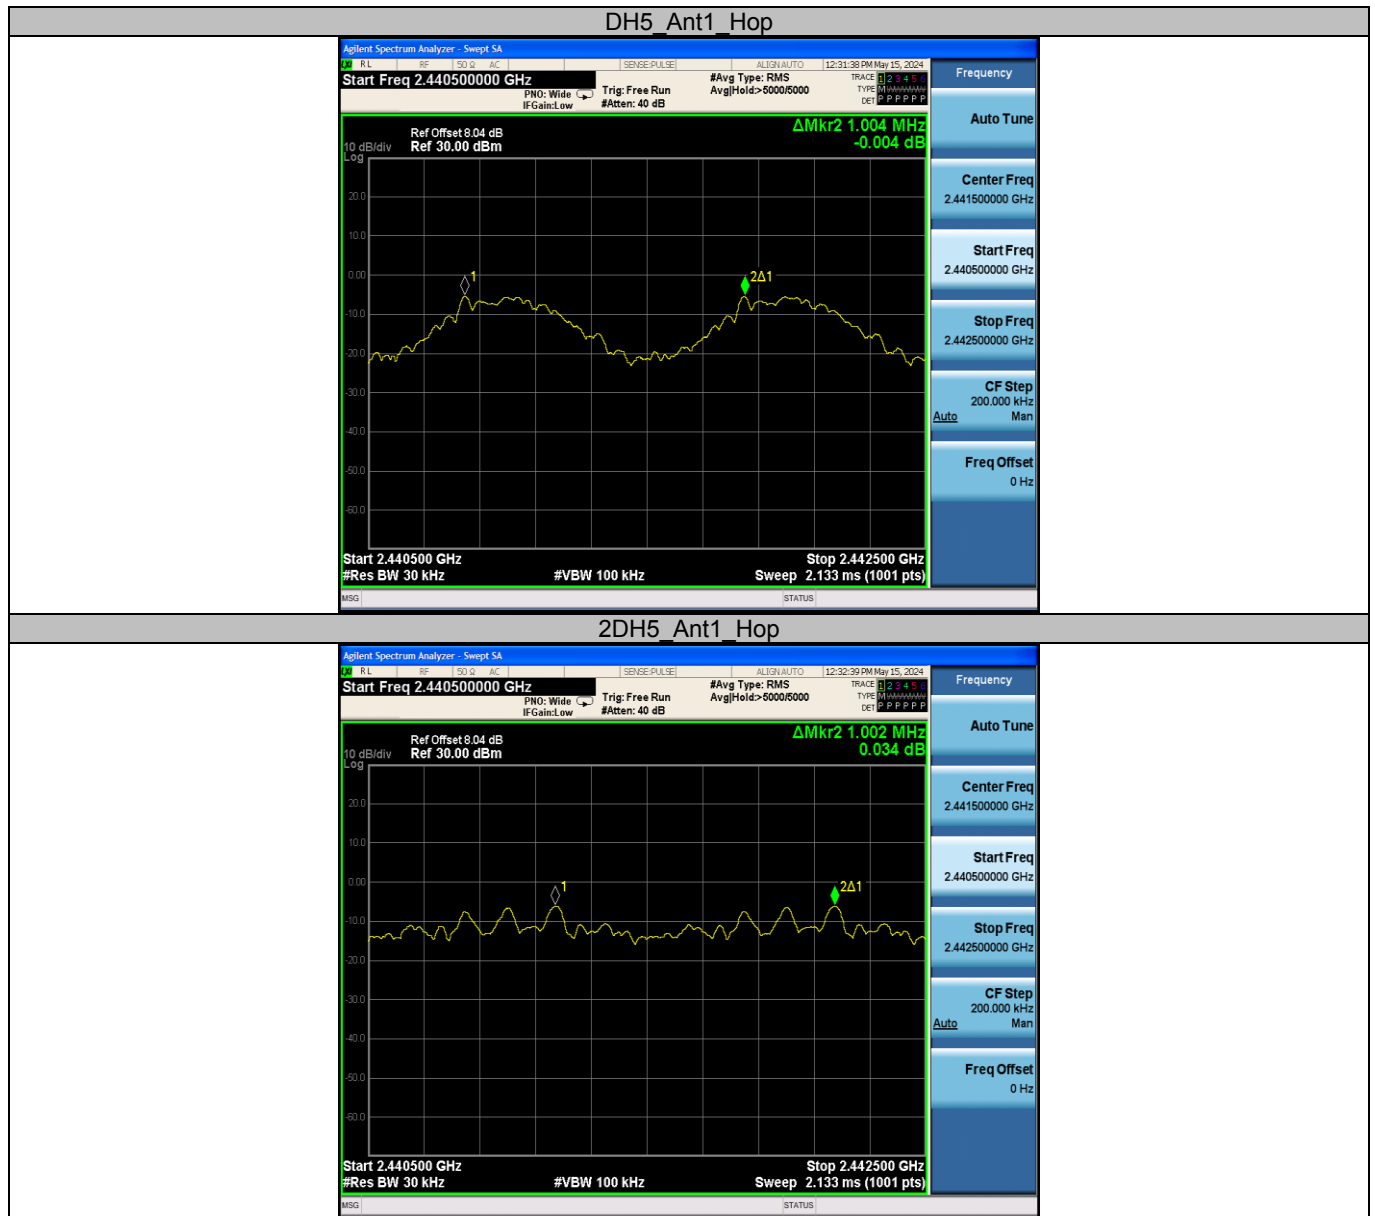 DH5_Ant1_Hop
Agilent Spectrum Analyzer - Swept SA
RL RF 50 Ω AC SENSE:PULSE ALIGN AUTO 12:31:38 PM May 15, 2024
Start Freq 2.440500000 GHz
PNO: Wide
IFGain:Low
Trig: Free Run
#Atten: 40 dB
#Avg Type: RMS
Avg|Hold:>5000/5000
TRACE 1 2 3 4 5 6
TYPE M
DET P P P P P P
ΔMkr2 1.004 MHz
-0.004 dB
Ref Offset 8.04 dB
10 dB/div Ref 30.00 dBm
Log
20.0
10.0
0.00
-10.0
-20.0
-30.0
-40.0
-50.0
-60.0
1
2Δ1
Start 2.440500 GHz Stop 2.442500 GHz
#Res BW 30 kHz #VBW 100 kHz Sweep 2.133 ms (1001 pts)
MSG STATUS
Frequency
Auto Tune
Center Freq
2.441500000 GHz
Start Freq
2.440500000 GHz
Stop Freq
2.442500000 GHz
CF Step
200.000 kHz
Auto Man
Freq Offset
0 Hz
2DH5_Ant1_Hop
Agilent Spectrum Analyzer - Swept SA
RL RF 50 Ω AC SENSE:PULSE ALIGN AUTO 12:32:39 PM May 15, 2024
Start Freq 2.440500000 GHz
PNO: Wide
IFGain:Low
Trig: Free Run
#Atten: 40 dB
#Avg Type: RMS
Avg|Hold:>5000/5000
TRACE 1 2 3 4 5 6
TYPE M
DET P P P P P P
ΔMkr2 1.002 MHz
0.034 dB
Ref Offset 8.04 dB
10 dB/div Ref 30.00 dBm
Log
20.0
10.0
0.00
-10.0
-20.0
-30.0
-40.0
-50.0
-60.0
1
2Δ1
Start 2.440500 GHz Stop 2.442500 GHz
#Res BW 30 kHz #VBW 100 kHz Sweep 2.133 ms (1001 pts)
MSG STATUS
Frequency
Auto Tune
Center Freq
2.441500000 GHz
Start Freq
2.440500000 GHz
Stop Freq
2.442500000 GHz
CF Step
200.000 kHz
Auto Man
Freq Offset
0 Hz